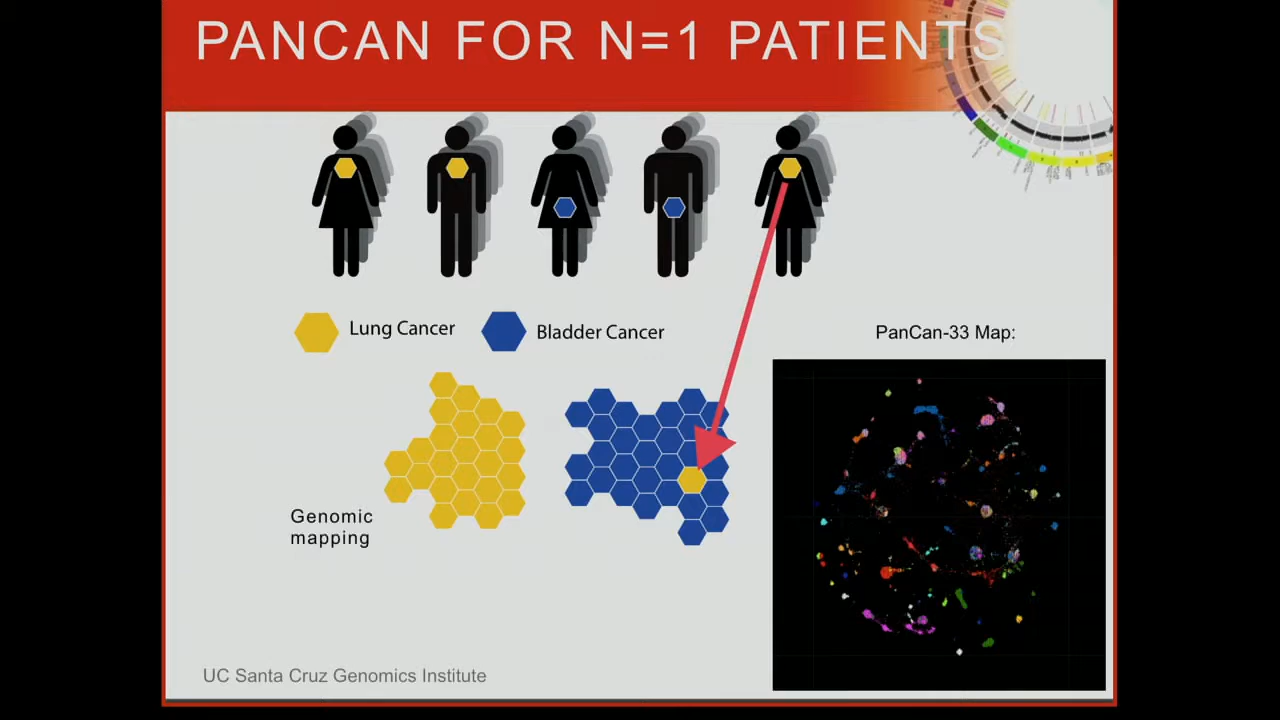 PANCAN FOR N=1 PATIENTS
Lung Cancer
Bladder Cancer
PanCan-33 Map:
Genomic
mapping
UC Santa Cruz Genomics Institute